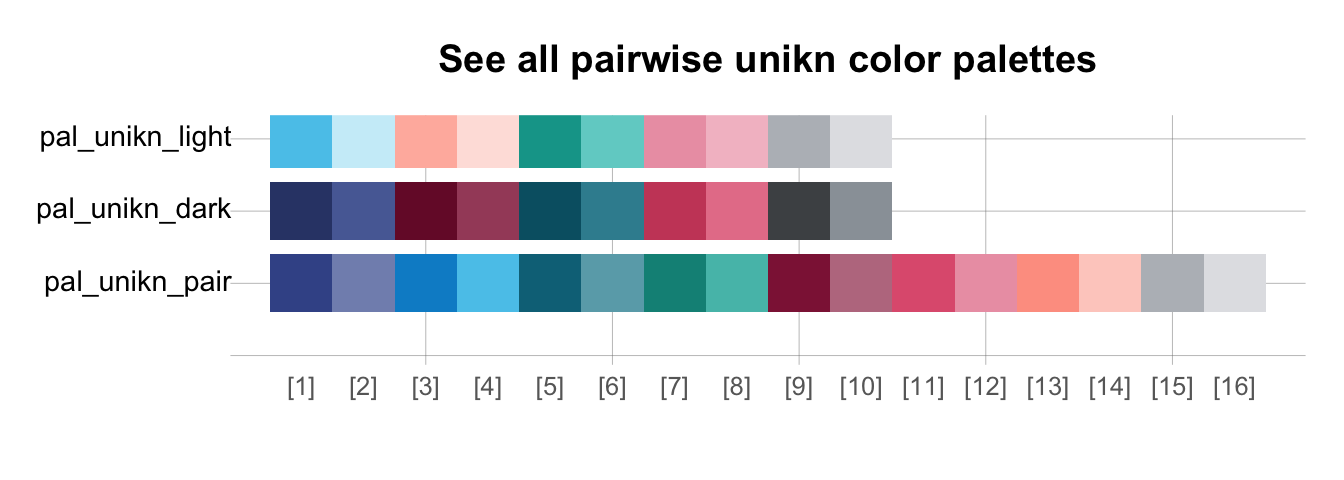 See all pairwise unikn color palettes
pal_unikn_light
pal_unikn_dark
pal_unikn_pair
[1] [2] [3] [4] [5] [6] [7] [8] [9] [10] [11] [12] [13] [14] [15] [16]